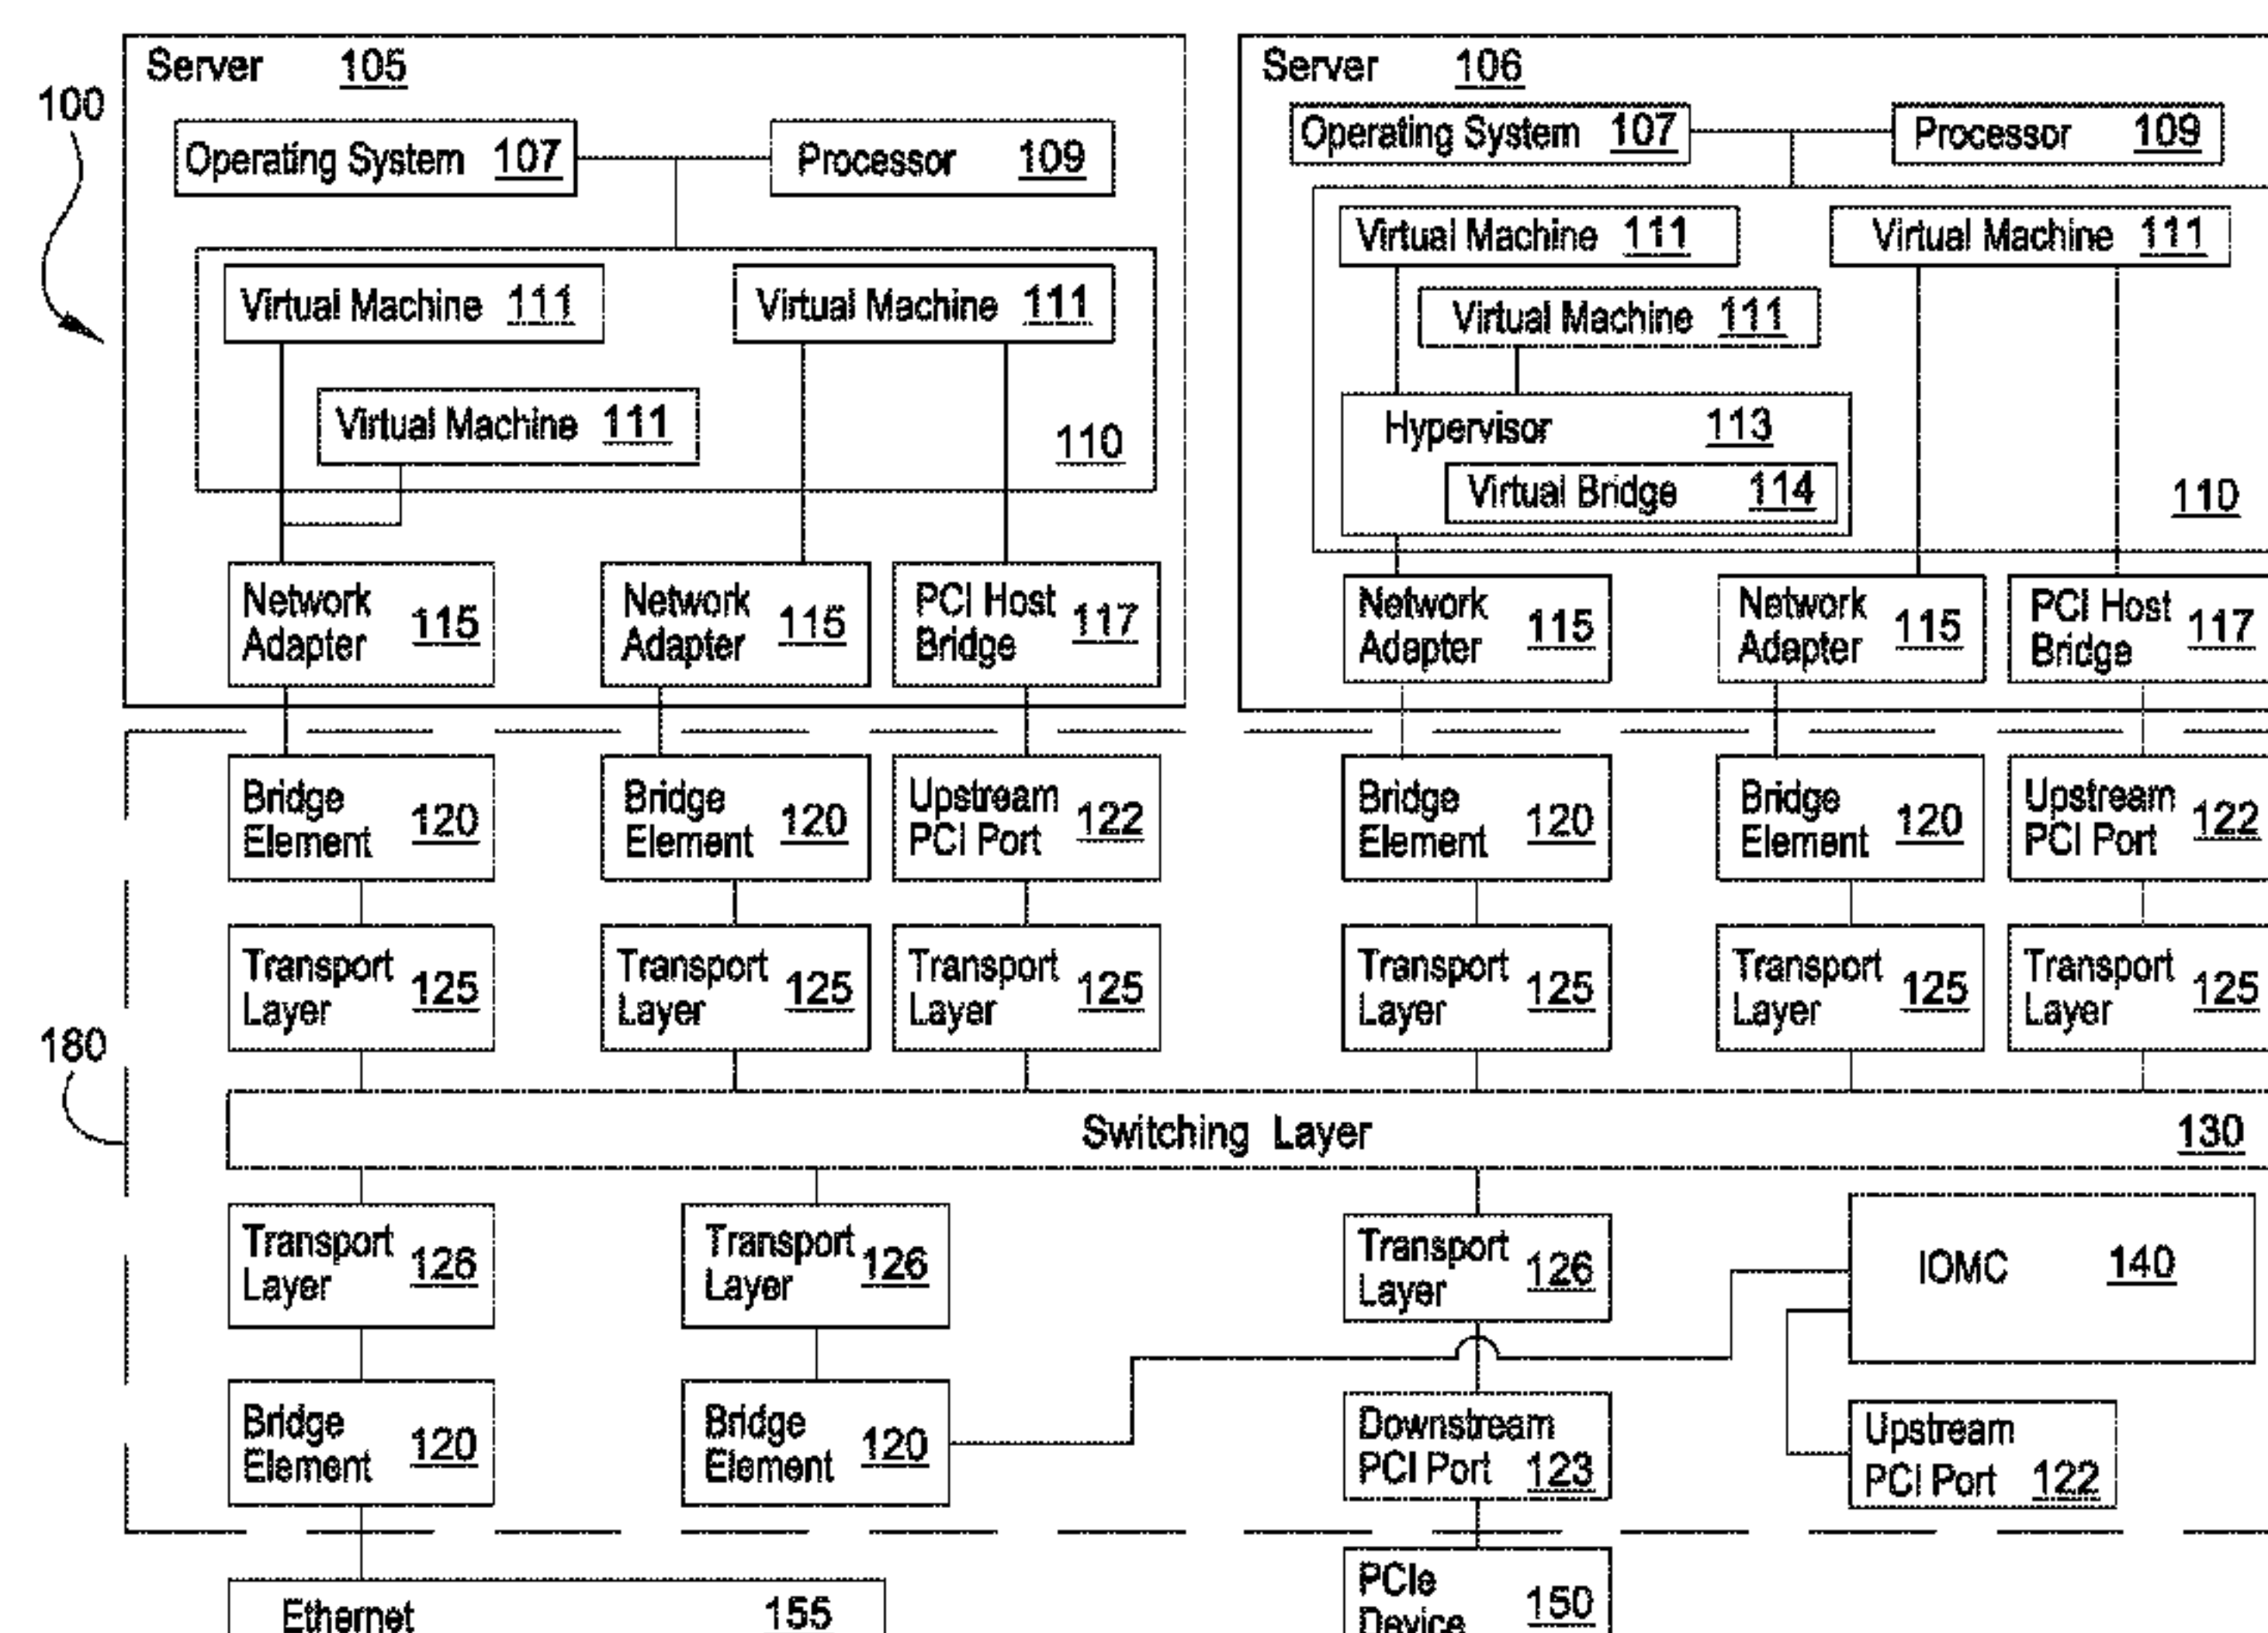 Server 105
Server 106
100
Operating System 107
Processor 109
Operating System 107
Processor 109
Virtual Machine 111
Virtual Machine 111
Virtual Machine 111
Virtual Machine 111
Virtual Machine 111
Virtual Machine 111
110
Hypervisor 113
Virtual Bridge 114
110
Network
Adapter 115
Network
Adapter 115
PCI Host
Bridge 117
Network
Adapter 115
Network
Adapter 115
PCI Host
Bridge 117
Bridge
Element 120
Bridge
Element 120
Upstream
PCI Port 122
Bridge
Element 120
Bridge
Element 120
Upstream
PCI Port 122
Transport
Layer 125
Transport
Layer 125
Transport
Layer 125
Transport
Layer 125
Transport
Layer 125
Transport
Layer 125
180
Switching Layer 130
Transport
Layer 126
Transport
Layer 126
Transport
Layer 126
IOMC 140
Bridge
Element 120
Bridge
Element 120
Downstream
PCI Port 123
Upstream
PCI Port 122
Ethernet 155
PCIe
Device 150